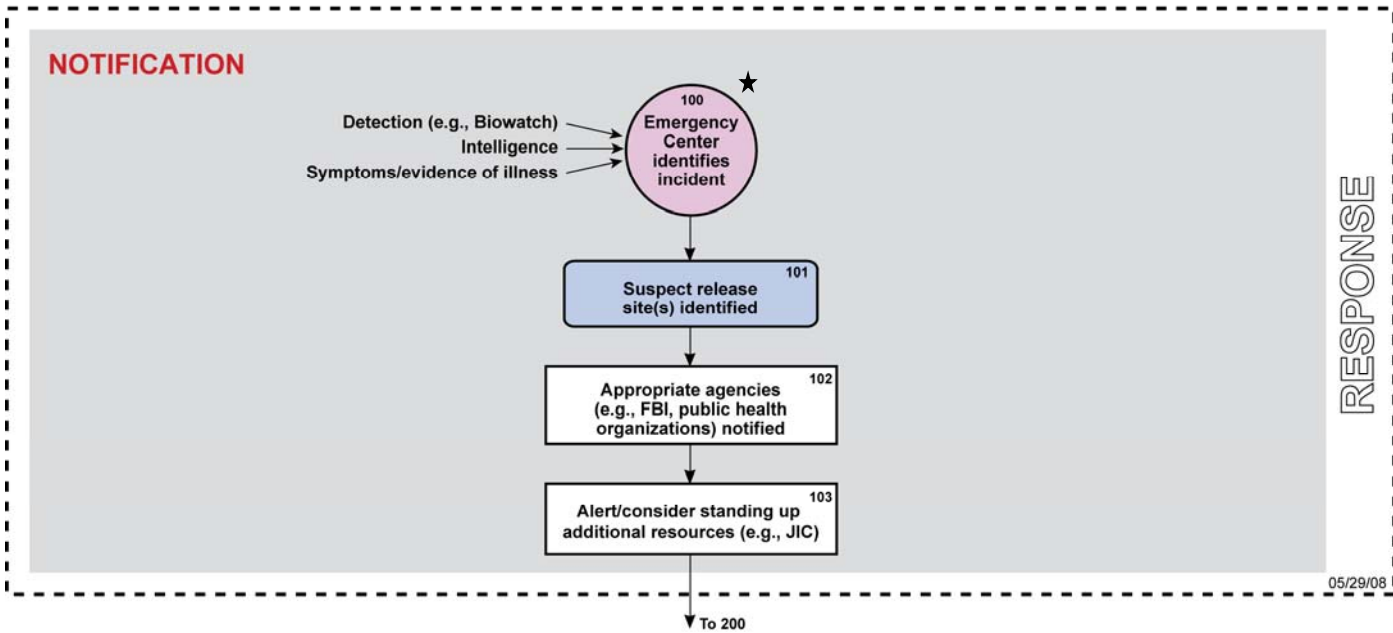 NOTIFICATION
Detection (e.g., Biowatch)
Intelligence
Symptoms/evidence of illness
100
Emergency
Center
identifies
incident
101
Suspect release
site(s) identified
102
Appropriate agencies
(e.g., FBI, public health
organizations) notified
103
Alert/consider standing up
additional resources (e.g., JIC)
RESPONSE
05/29/08
To 200